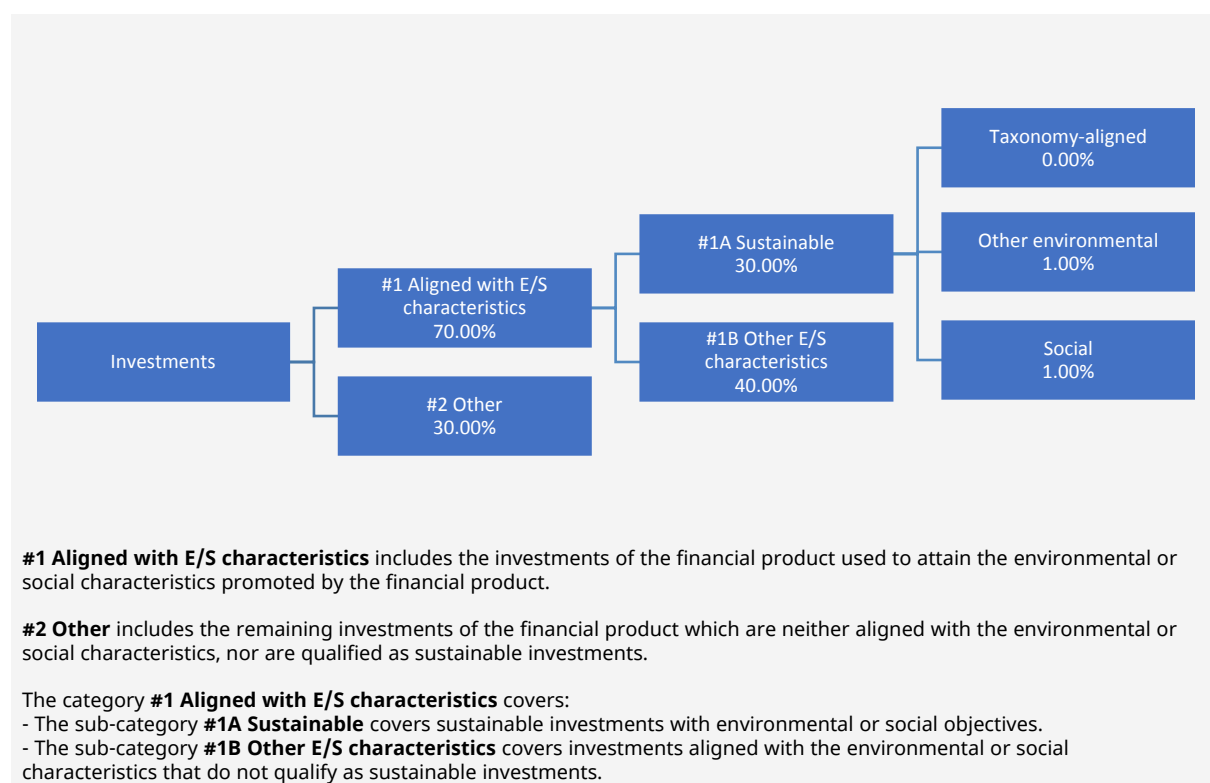 Investments
#1 Aligned with E/S
characteristics
70.00%
#2 Other
30.00%
#1A Sustainable
30.00%
#1B Other E/S
characteristics
40.00%
Taxonomy-aligned
0.00%
Other environmental
1.00%
Social
1.00%
#1 Aligned with E/S characteristics includes the investments of the financial product used to attain the environmental or
social characteristics promoted by the financial product.
#2 Other includes the remaining investments of the financial product which are neither aligned with the environmental or
social characteristics, nor are qualified as sustainable investments.
The category #1 Aligned with E/S characteristics covers:
- The sub-category #1A Sustainable covers sustainable investments with environmental or social objectives.
- The sub-category #1B Other E/S characteristics covers investments aligned with the environmental or social
characteristics that do not qualify as sustainable investments.